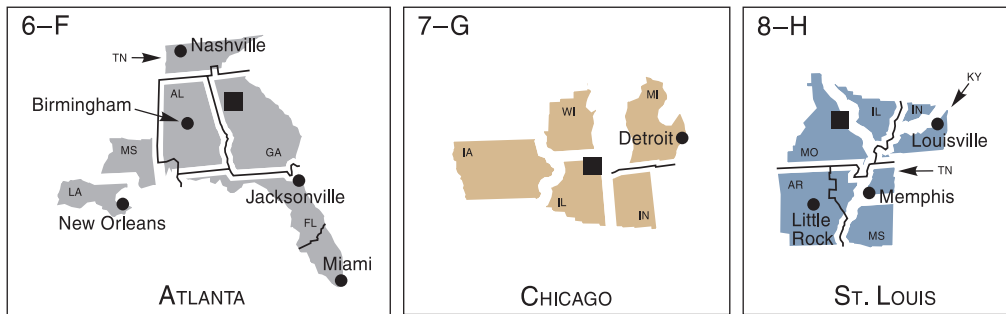 6–F
Nashville
TN
AL
Birmingham
MS
GA
LA
Jacksonville
New Orleans
FL
Miami
ATLANTA
7–G
MI
WI
Detroit
IA
IL
IN
CHICAGO
8–H
KY
IL
IN
Louisville
MO
TN
AR
Memphis
Little
Rock
MS
ST. LOUIS